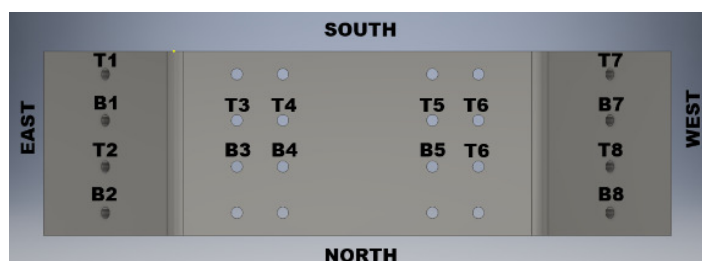 SOUTH
T1 T7
EAST B1 T3 T4 T5 T6 B7 WEST
T2 B3 B4 B5 T6 T8
B2 B8
NORTH